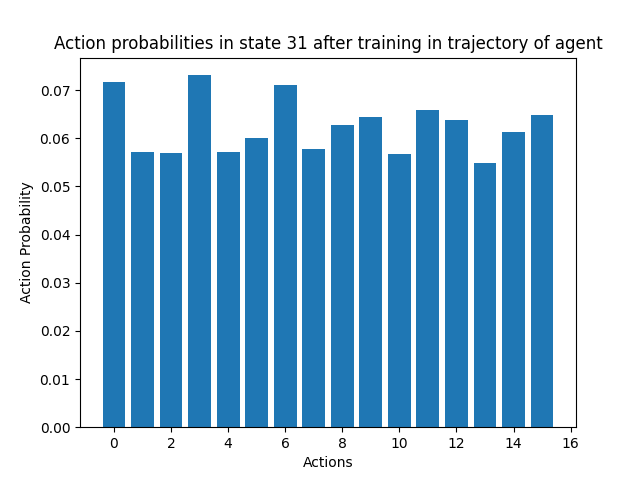 Action probabilities in state 31 after training in trajectory of agent
0.07
0.06
0.05
0.04
0.03
0.02
0.01
0.00
Action Probability
0 2 4 6 8 10 12 14 16
Actions